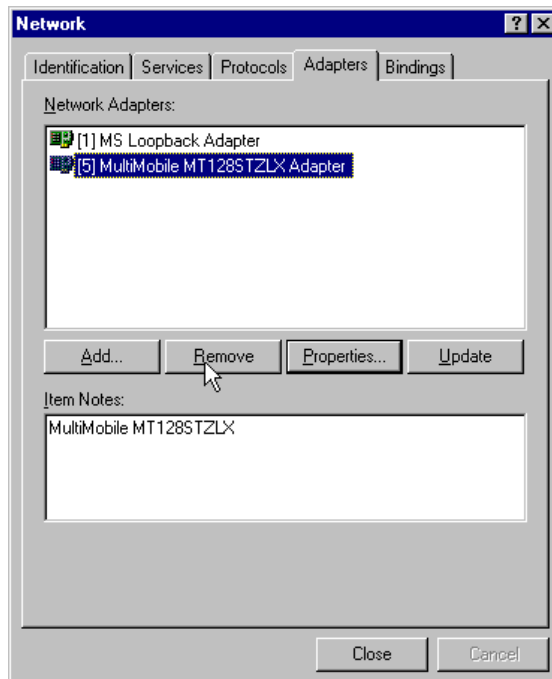 Network
Identification Services Protocols Adapters Bindings
Network Adapters:
[1] MS Loopback Adapter
[5] MultiMobile MT128STZLX Adapter
Add... Remove Properties... Update
Item Notes:
MultiMobile MT128STZLX
Close Cancel